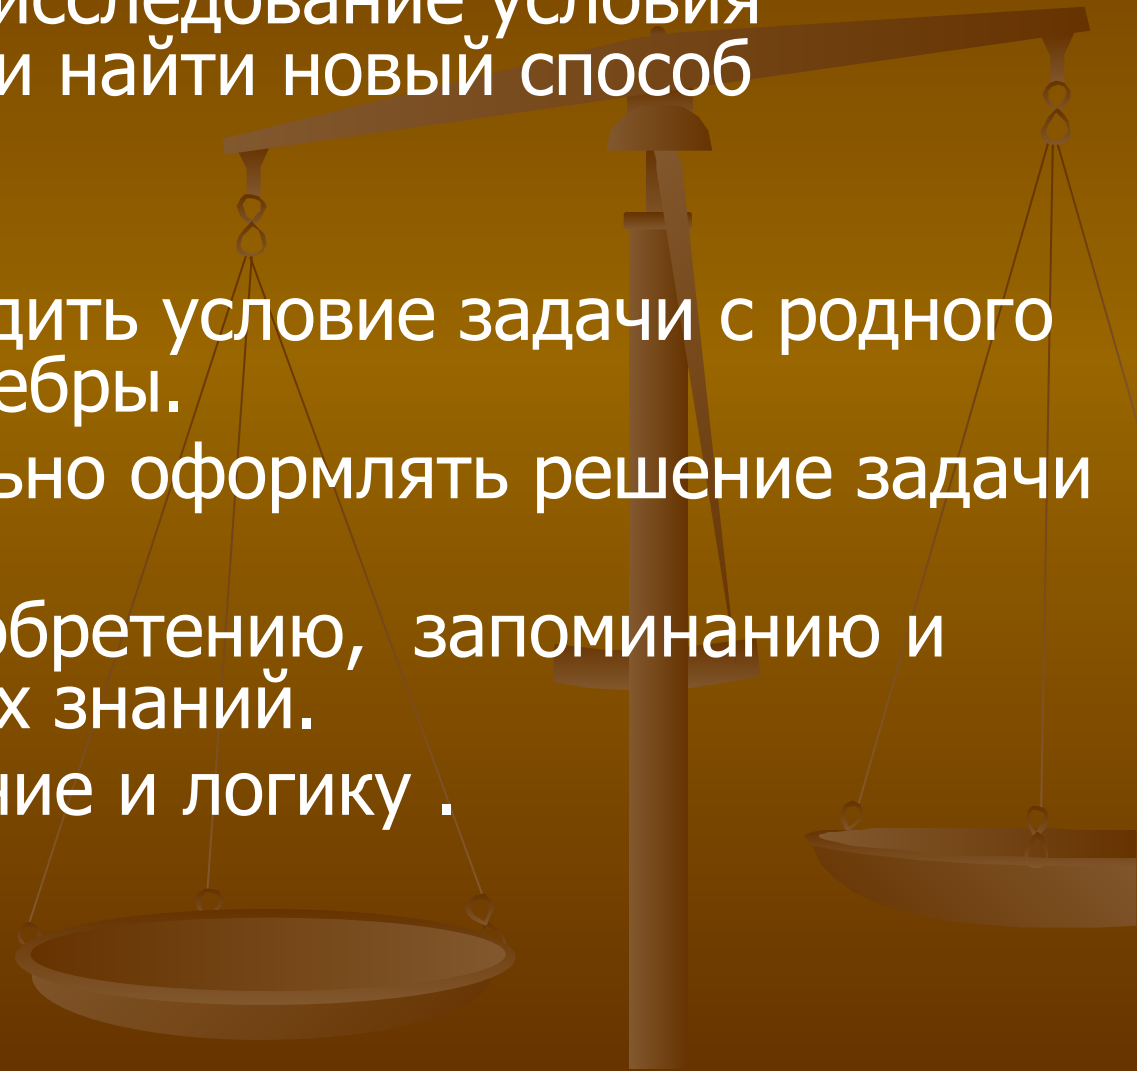 исследование условия
и найти новый способ
дить условие задачи с родного
ебры.
ьно оформлять решение задачи
обретению, запоминанию и
х знаний.
ние и логику .